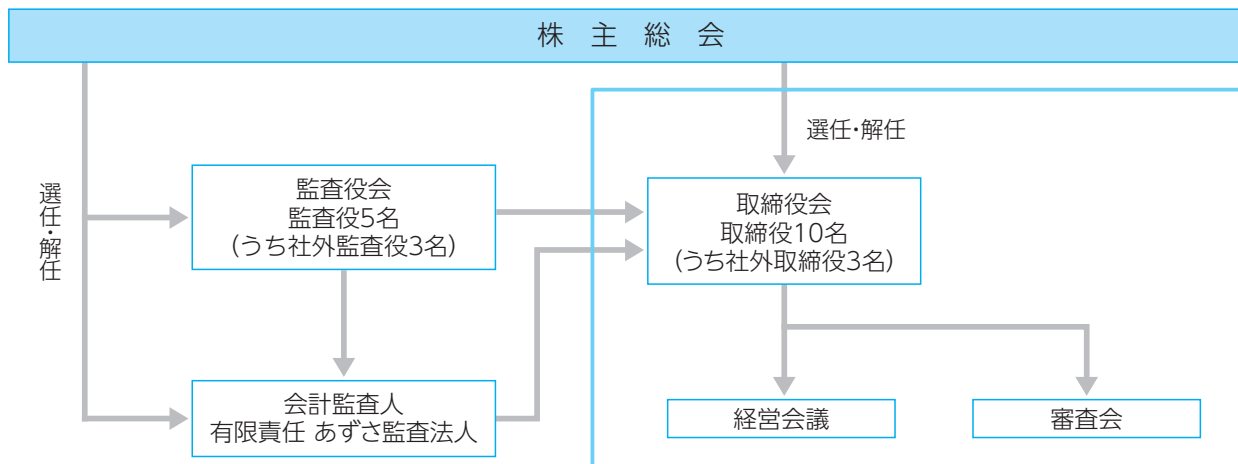 株主総会
選任・解任
選任・解任
監査役会
監査役5名
(うち社外監査役3名)
取締役会
取締役10名
(うち社外取締役3名)
会計監査人
有限責任 あずさ監査法人
経営会議
審査会